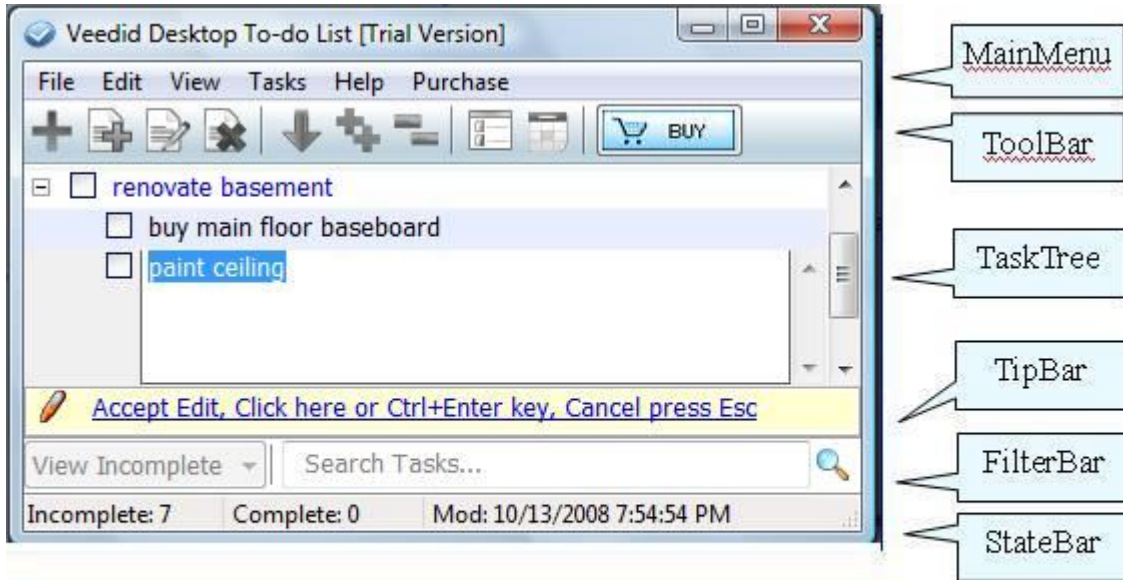 Veedid Desktop To-do List [Trial Version]
File Edit View Tasks Help Purchase
BUY
renovate basement
buy main floor baseboard
paint ceiling
Accept Edit, Click here or Ctrl+Enter key, Cancel press Esc
View Incomplete Search Tasks...
Incomplete: 7 Complete: 0 Mod: 10/13/2008 7:54:54 PM
MainMenu
ToolBar
TaskTree
TipBar
FilterBar
StateBar